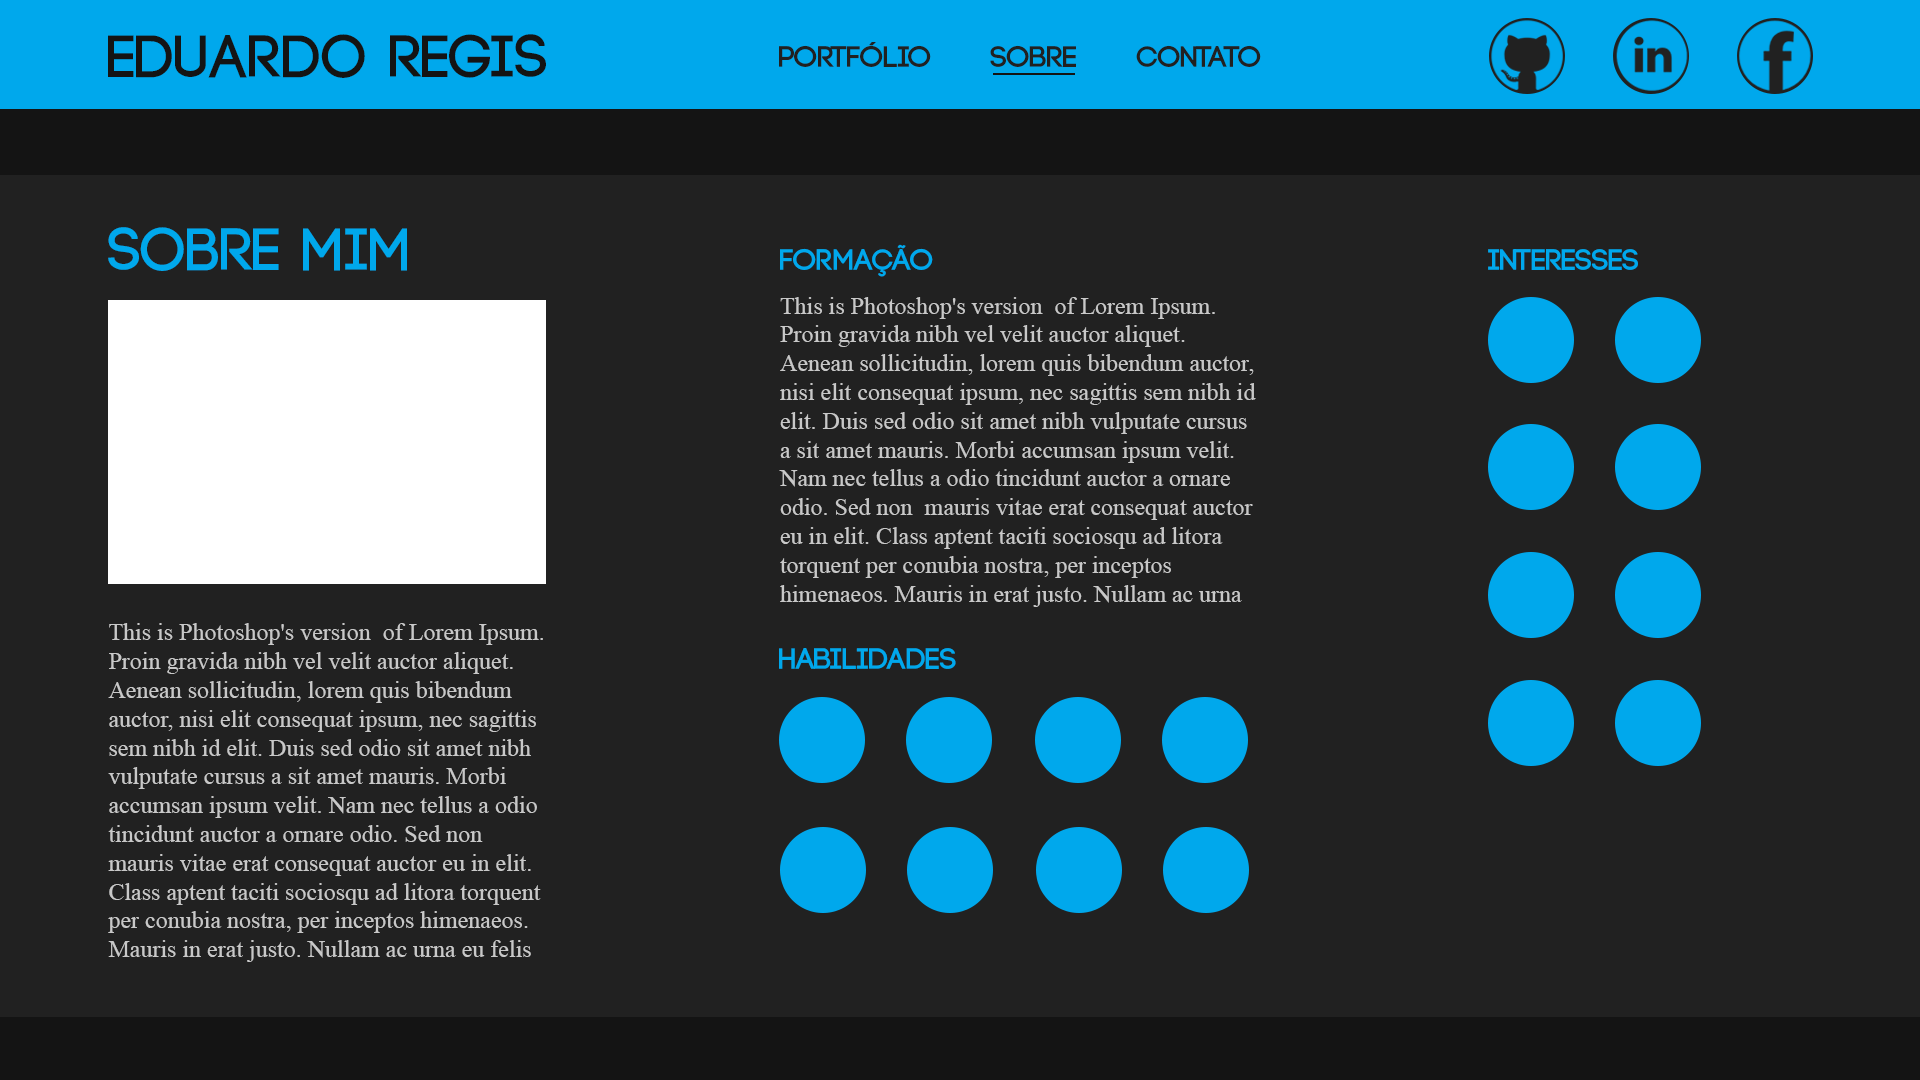 EDUARDO REGIS
PORTFÓLIO
SOBRE
CONTATO
in
f
SOBRE MIM
This is Photoshop's version  of Lorem Ipsum.
Proin gravida nibh vel velit auctor aliquet.
Aenean sollicitudin, lorem quis bibendum
auctor, nisi elit consequat ipsum, nec sagittis
sem nibh id elit. Duis sed odio sit amet nibh
vulputate cursus a sit amet mauris. Morbi
accumsan ipsum velit. Nam nec tellus a odio
tincidunt auctor a ornare odio. Sed non
mauris vitae erat consequat auctor eu in elit.
Class aptent taciti sociosqu ad litora torquent
per conubia nostra, per inceptos himenaeos.
Mauris in erat justo. Nullam ac urna eu felis
FORMAÇÃO
This is Photoshop's version  of Lorem Ipsum.
Proin gravida nibh vel velit auctor aliquet.
Aenean sollicitudin, lorem quis bibendum auctor,
nisi elit consequat ipsum, nec sagittis sem nibh id
elit. Duis sed odio sit amet nibh vulputate cursus
a sit amet mauris. Morbi accumsan ipsum velit.
Nam nec tellus a odio tincidunt auctor a ornare
odio. Sed non  mauris vitae erat consequat auctor
eu in elit. Class aptent taciti sociosqu ad litora
torquent per conubia nostra, per inceptos
himenaeos. Mauris in erat justo. Nullam ac urna
HABILIDADES
INTERESSES